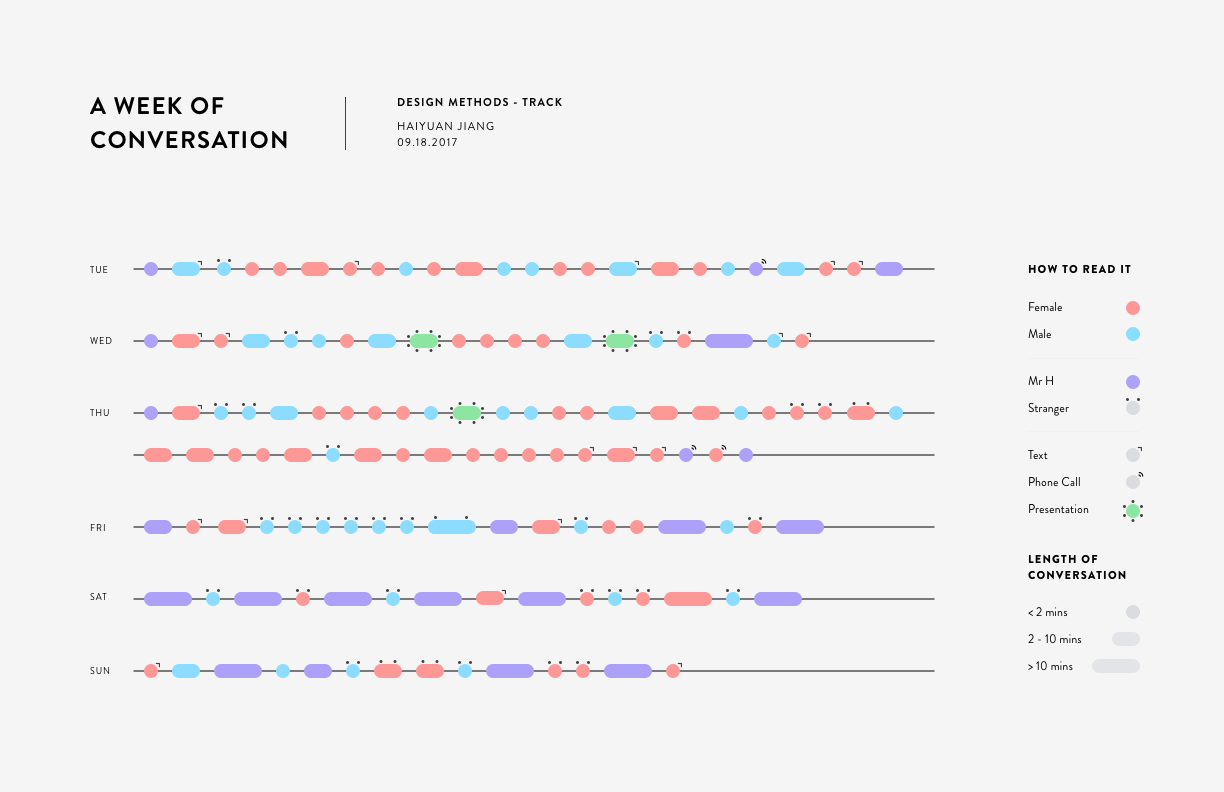 A WEEK OF
CONVERSATION
DESIGN METHODS - TRACK
HAIYUAN JIANG
09.18.2017
TUE
WED
THU
FRI
SAT
SUN
HOW TO READ IT
Female
Male
Mr H
Stranger
Text
Phone Call
Presentation
LENGTH OF
CONVERSATION
< 2 mins
2 - 10 mins
> 10 mins